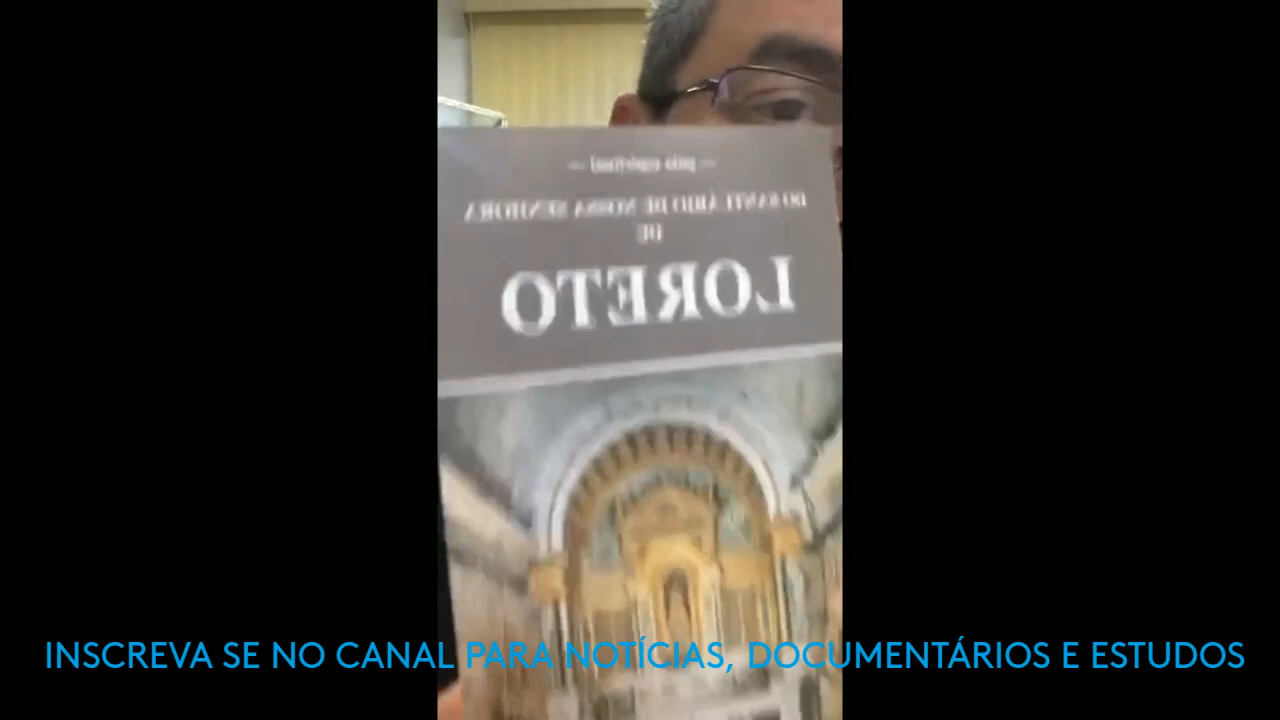 — guia espiritual —
DO SANTUÁRIO DE NOSSA SENHORA
DE
LORETO
INSCREVA SE NO CANAL PARA NOTÍCIAS, DOCUMENTÁRIOS E ESTUDOS